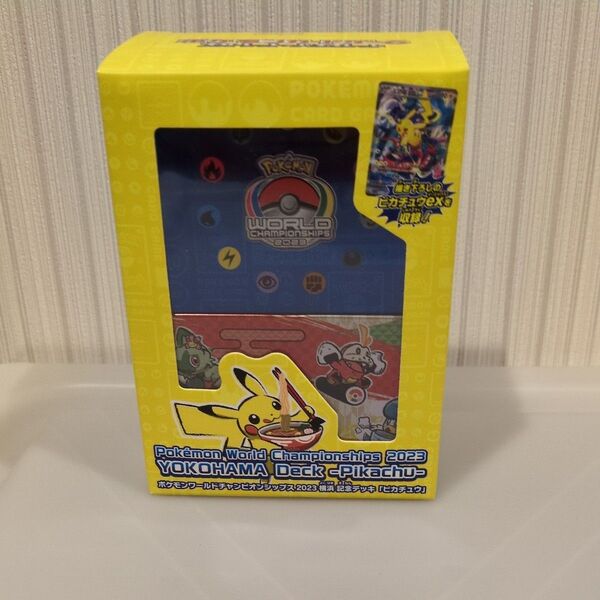 POKÉMON
CARD GA
描き下ろしの
ピカチュウexを
収録!
POKéMON
WORLD
CHAMPIONSHIPS
2023
Pokémon World Championships 2023
YOKOHAMA Deck -Pikachu-
ポケモンワールドチャンピオンシップス2023 横浜 記念デッキ「ピカチュウ」